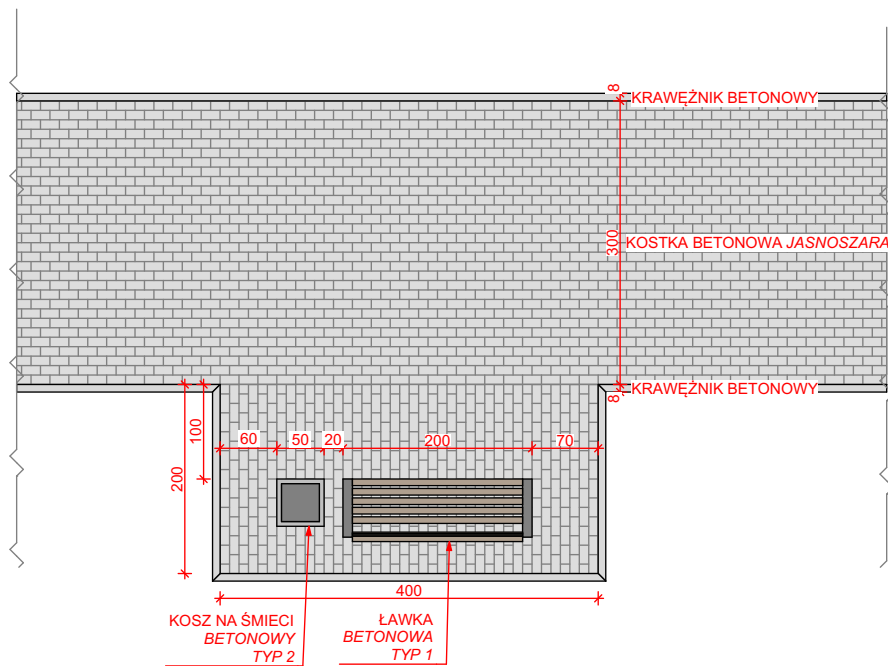 8
KRAWĘŻNIK BETONOWY
300
KOSTKA BETONOWA JASNOSZARA
KRAWĘŻNIK BETONOWY
8
100
200
60
50
20
200
70
400
KOSZ NA ŚMIECI
BETONOWY
TYP 2
ŁAWKA
BETONOWA
TYP 1